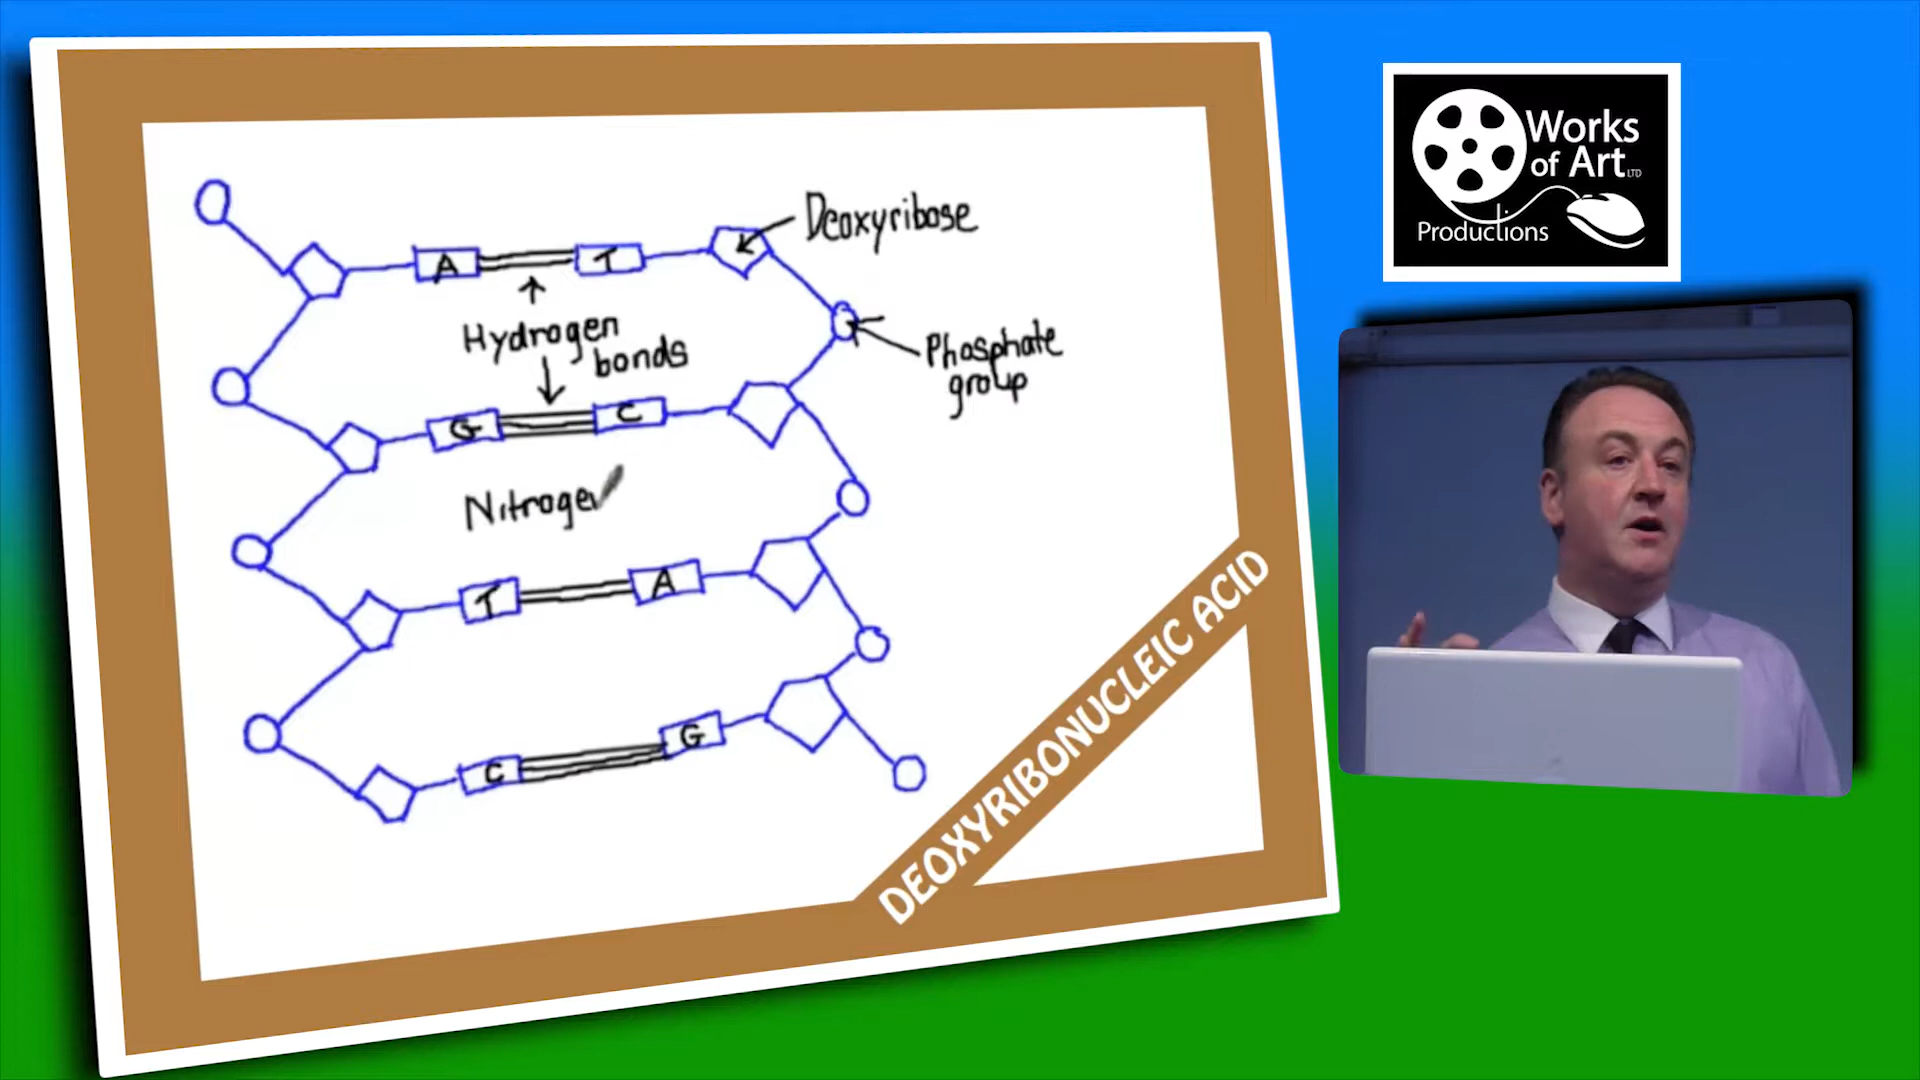 Deoxyribose
A
T
Hydrogen
bonds
Phosphate
group
G
C
Nitrogen
T
A
C
G
DEOXYRIBONUCLEIC ACID
Works
of Art LTD
Productions